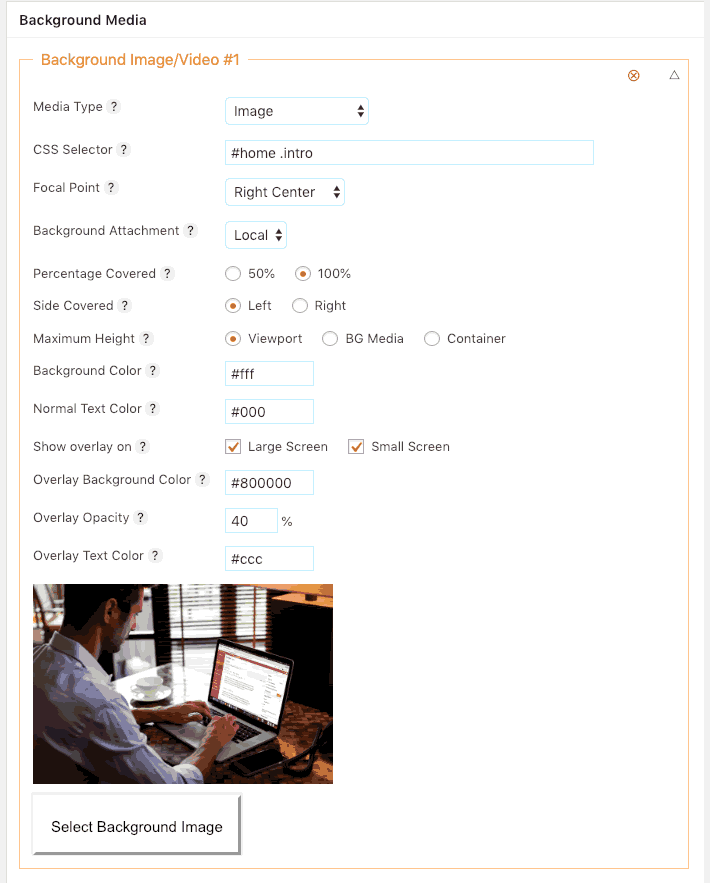 Background Media
Background Image/Video #1
Media Type ? Image
CSS Selector ? #home .intro
Focal Point ? Right Center
Background Attachment ? Local
Percentage Covered ? 50% 100%
Side Covered ? Left Right
Maximum Height ? Viewport BG Media Container
Background Color ? #fff
Normal Text Color ? #000
Show overlay on ? Large Screen Small Screen
Overlay Background Color ? #800000
Overlay Opacity ? 40 %
Overlay Text Color ? #ccc
Select Background Image